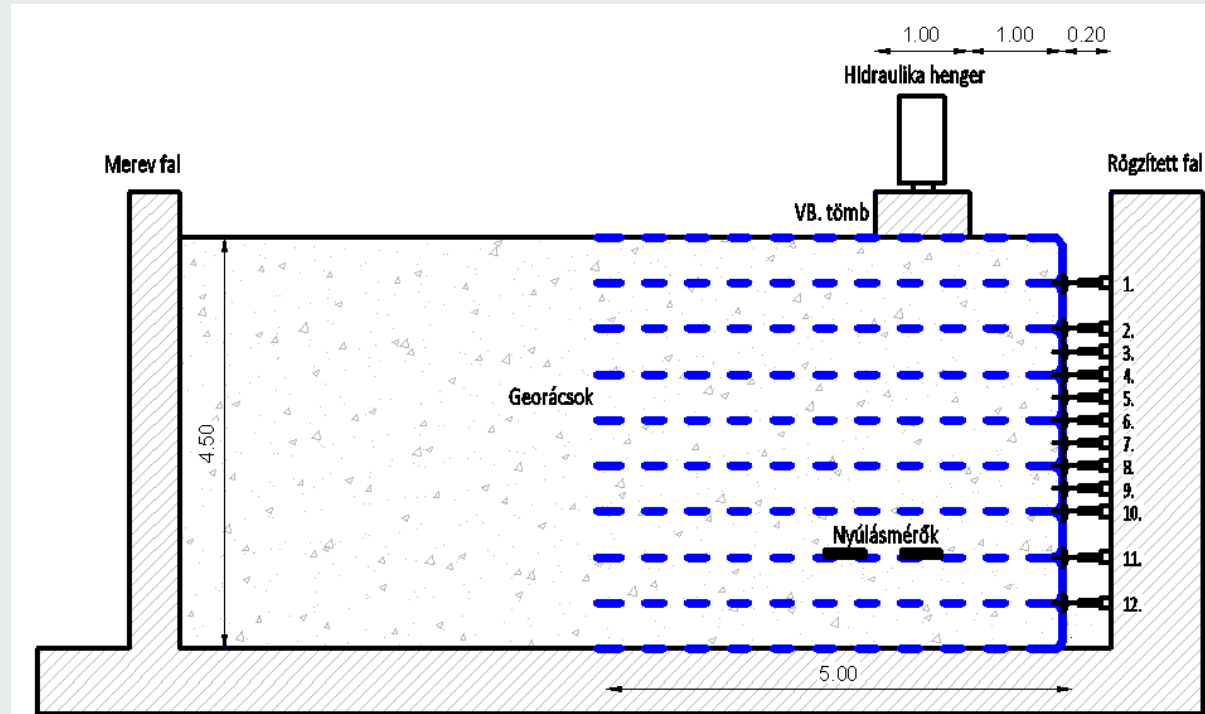 1.00 1.00 0.20
Hidraulika henger
Merev fal
Rögzített fal
VB. tömb
1.
2.
3.
4.
Georácsok
5.
6.
4.50
7.
8.
9.
10.
Nyúlásmérők
11.
12.
5.00